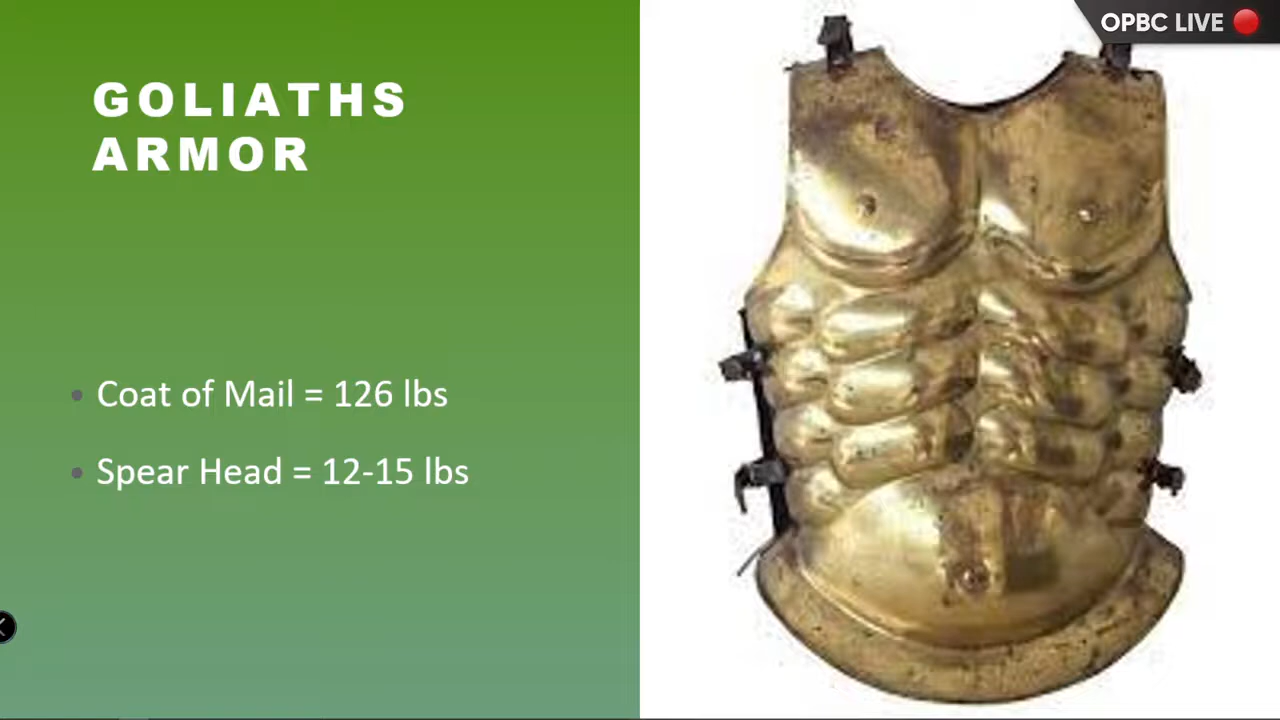 OPBC LIVE
GOLIATHS
ARMOR
Coat of Mail = 126 lbs
Spear Head = 12-15 lbs